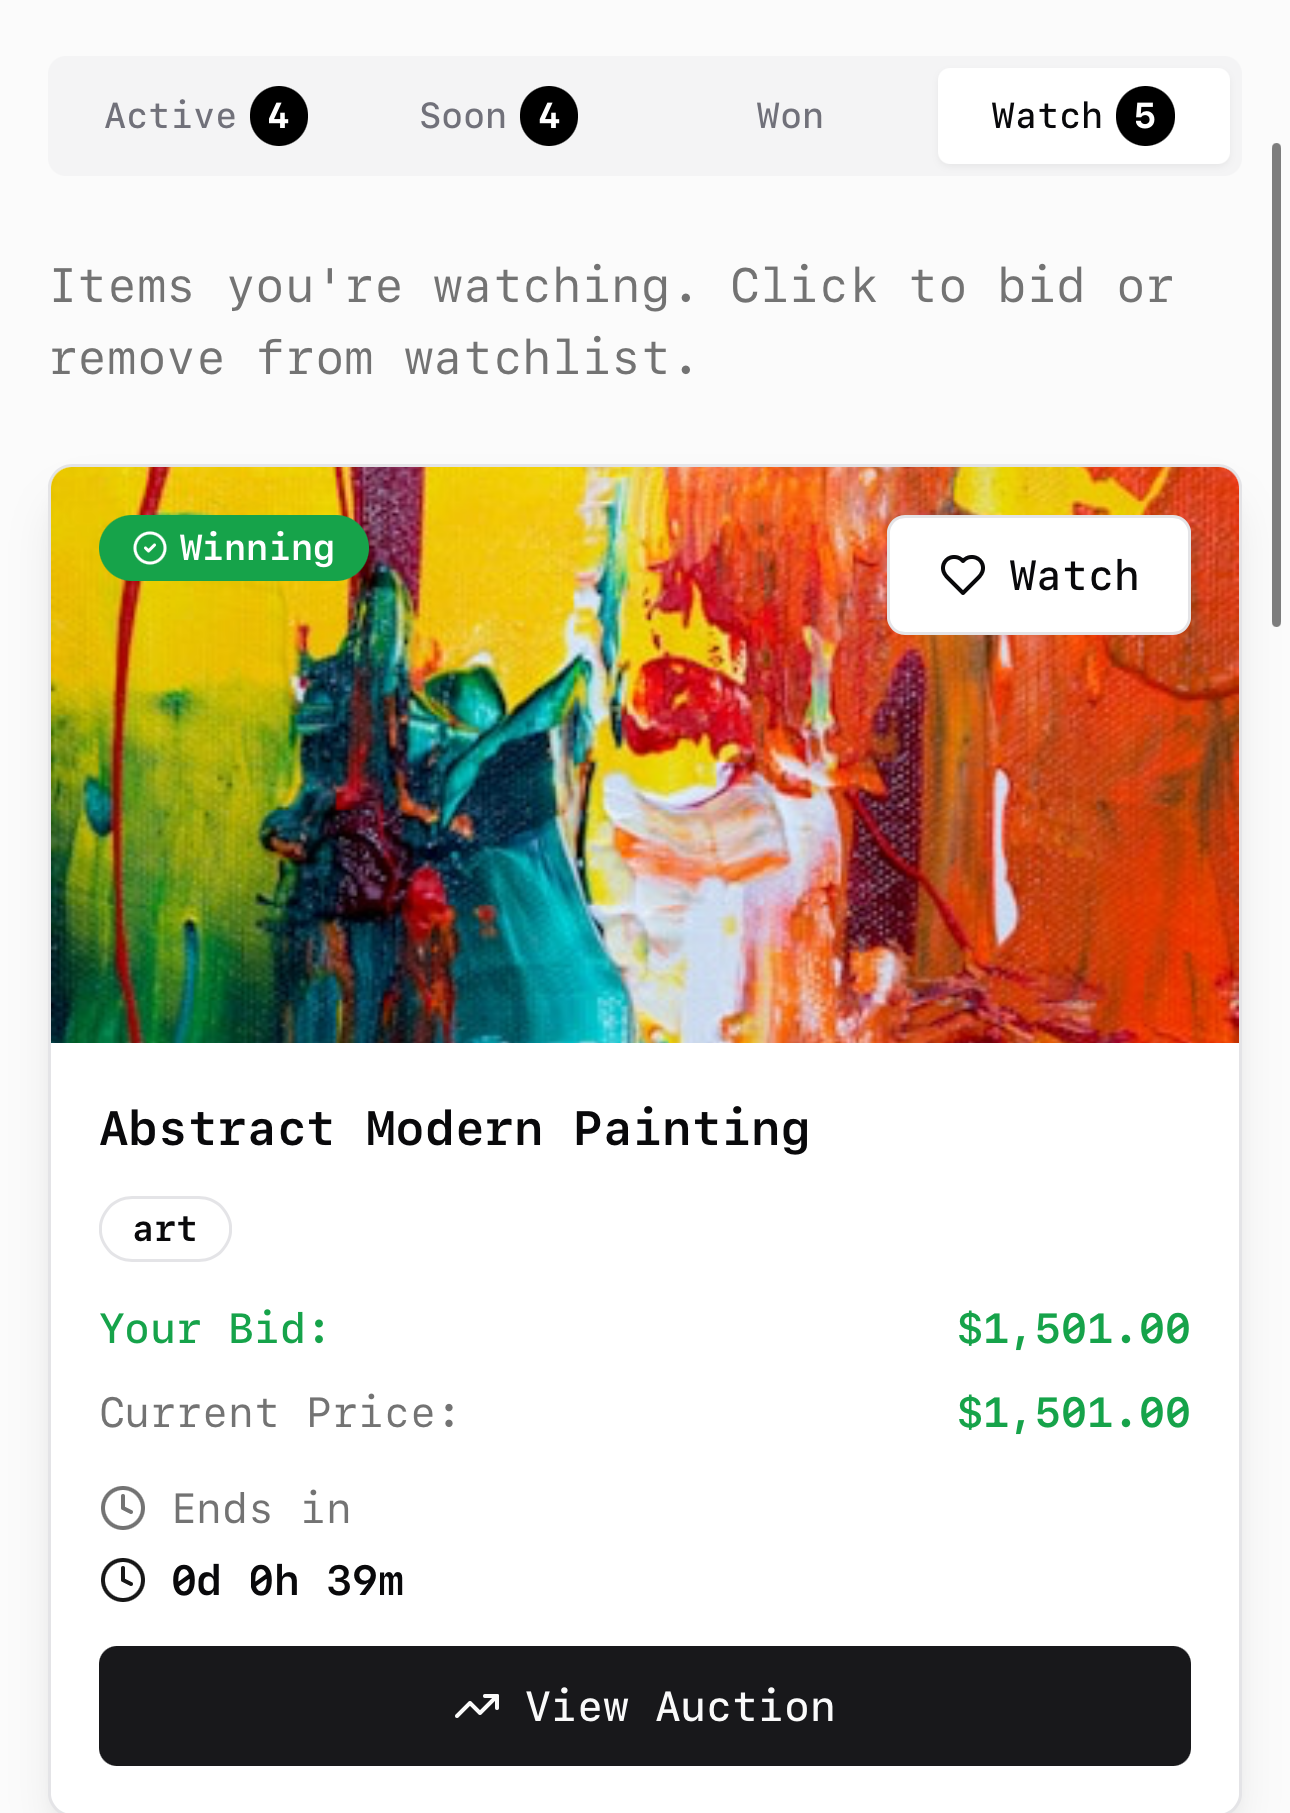 Active 4 Soon 4 Won Watch 5
Items you're watching. Click to bid or
remove from watchlist.
Winning
Watch
Abstract Modern Painting
art
Your Bid: $1,501.00
Current Price: $1,501.00
Ends in
0d 0h 39m
View Auction